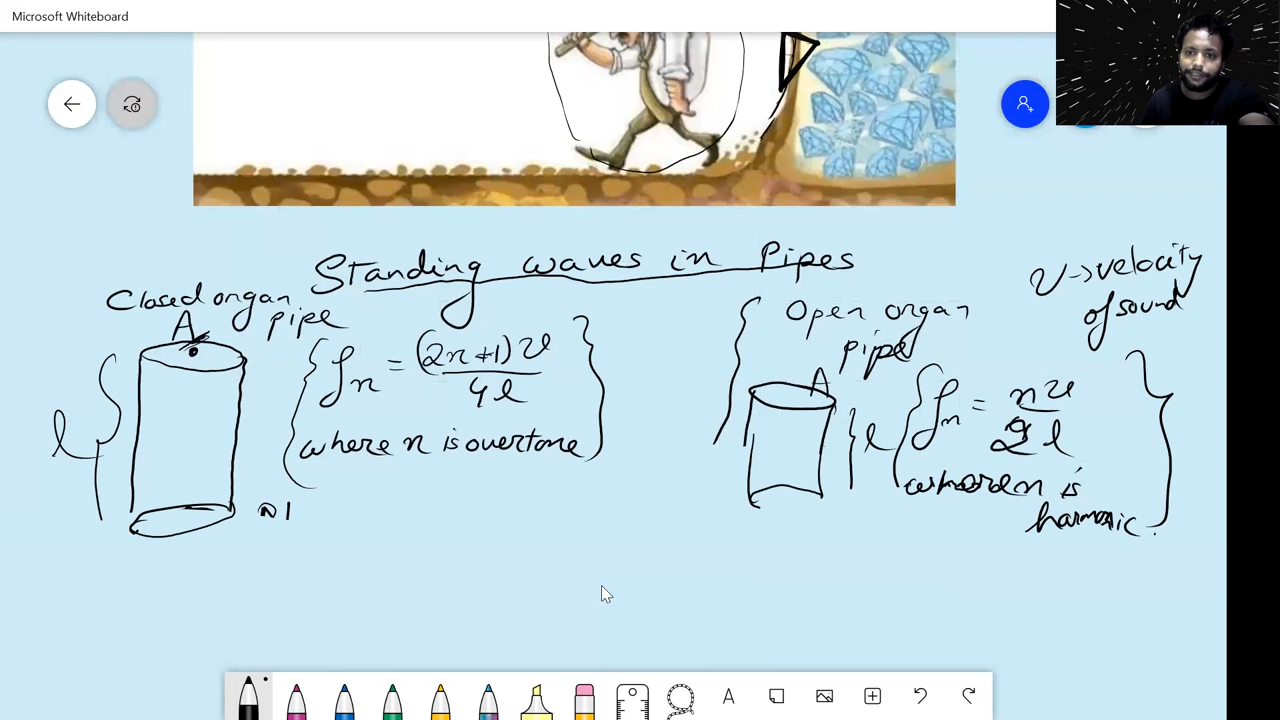 Microsoft Whiteboard
Standing waves in Pipes
Closed organ
pipe
A
l
fn = (2n+1)v / 4l
where n is overtone
Open organ
pipe
A
l
fn = nv / 2l
n is
harmonic.
v→velocity
of sound
A